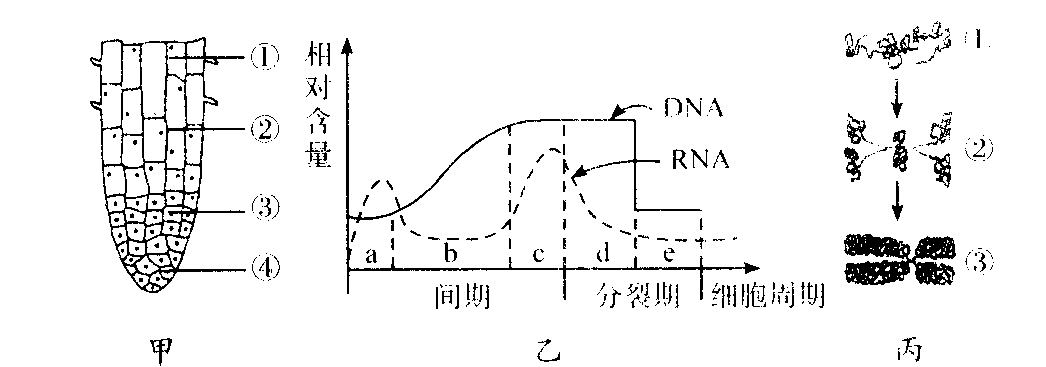 ①
②
③
④
甲
相对含量
DNA
RNA
a b c d e
间期 分裂期 细胞周期
乙
①
②
③
丙